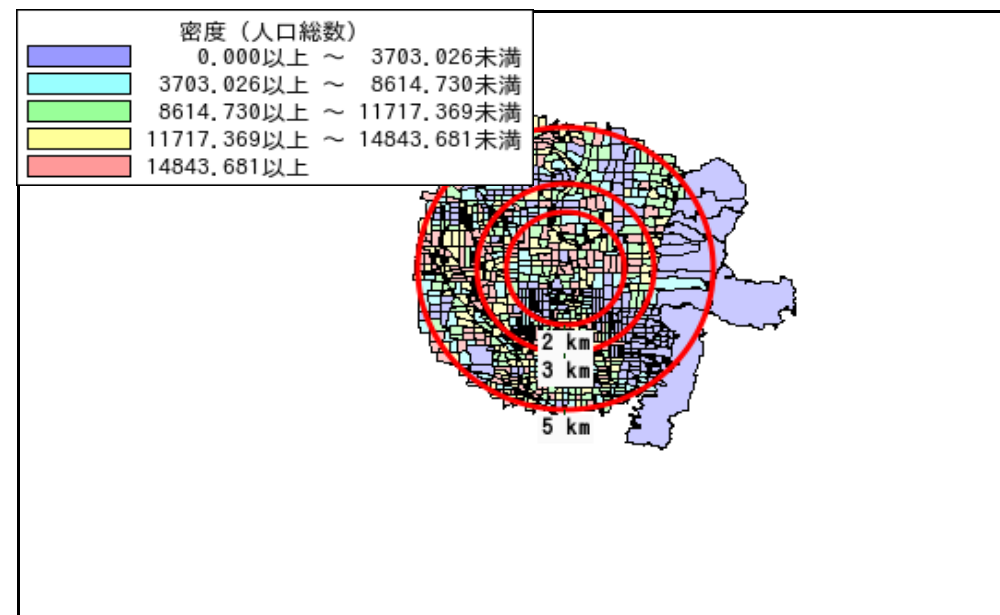 密度（人口総数）
0.000以上 ～ 3703.026未満
3703.026以上 ～ 8614.730未満
8614.730以上 ～ 11717.369未満
11717.369以上 ～ 14843.681未満
14843.681以上
2 km
3 km
5 km